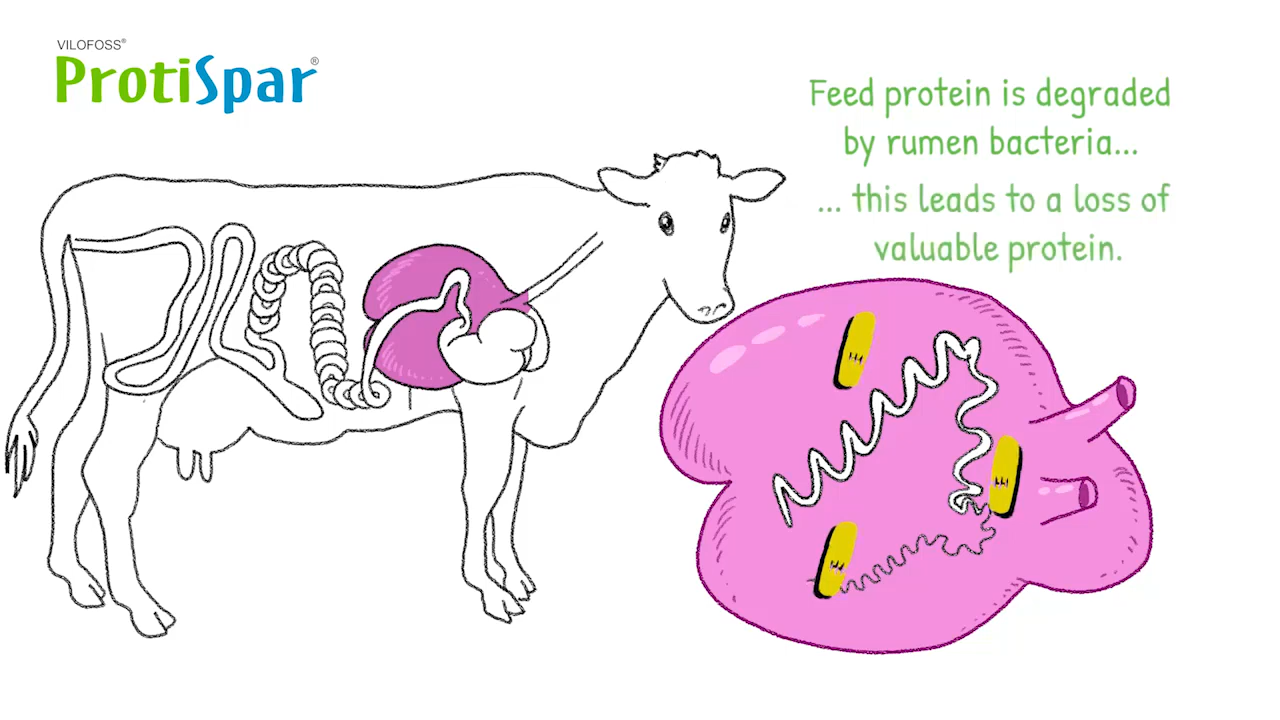 VILOFOSS®
ProtiSpar®
Feed protein is degraded
by rumen bacteria...
... this leads to a loss of
valuable protein.